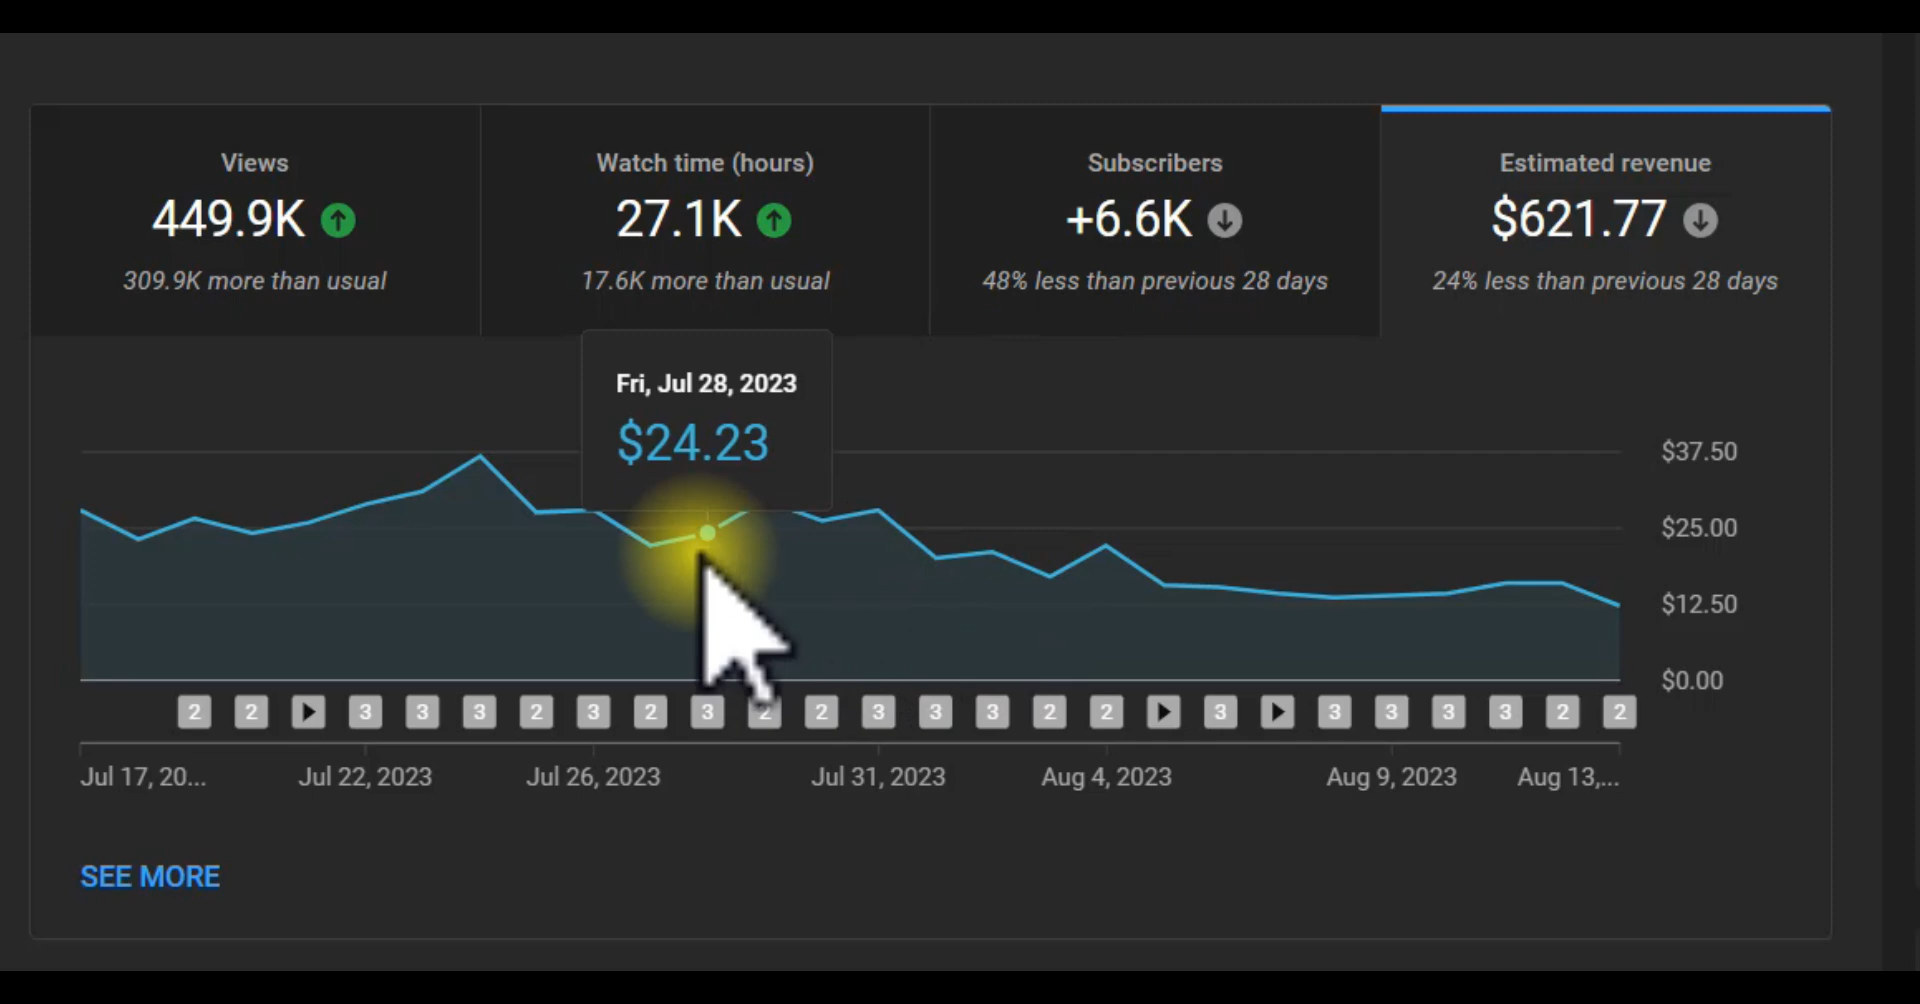 Views
449.9K
309.9K more than usual
Watch time (hours)
27.1K
17.6K more than usual
Subscribers
+6.6K
48% less than previous 28 days
Estimated revenue
$621.77
24% less than previous 28 days
Fri, Jul 28, 2023
$24.23
$37.50
$25.00
$12.50
$0.00
2 2 3 3 3 2 3 2 3 2 2 3 3 3 2 2 3 3 3 3 3 2 2
Jul 17, 20... Jul 22, 2023 Jul 26, 2023 Jul 31, 2023 Aug 4, 2023 Aug 9, 2023 Aug 13,...
SEE MORE